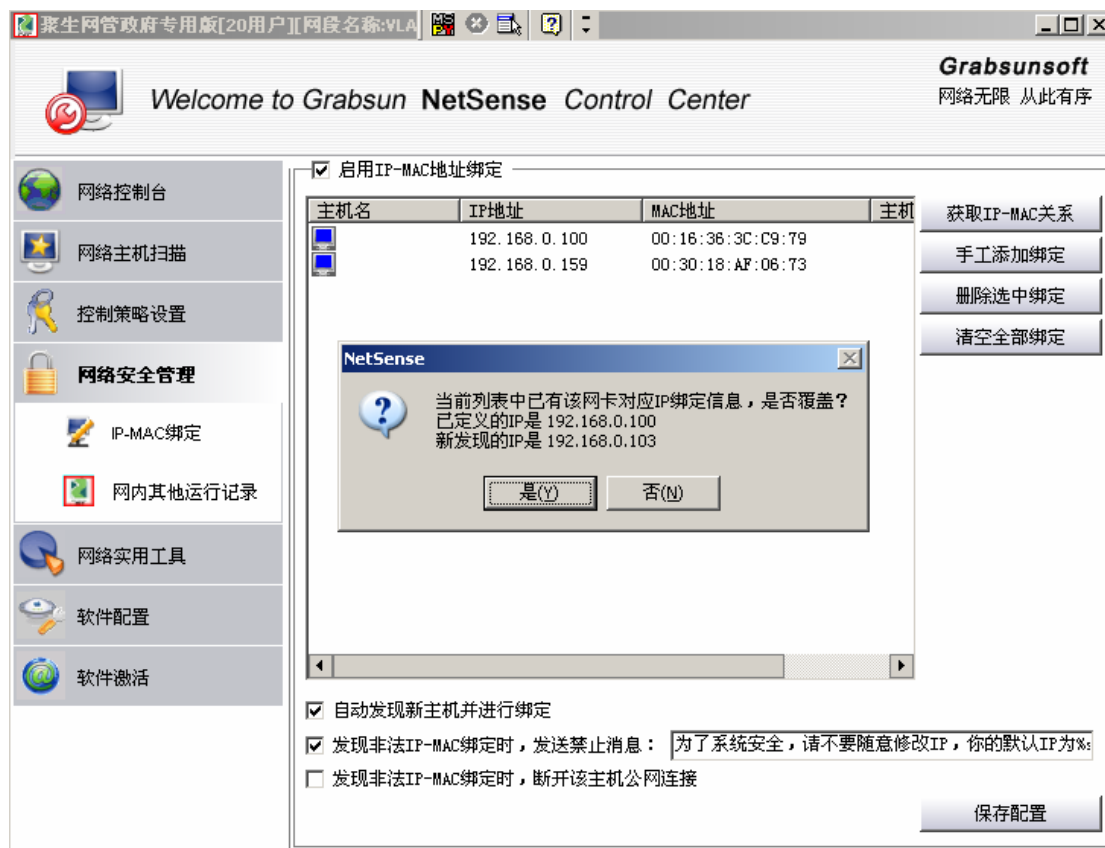 聚生网管政府专用版[20用户][网段名称:VLA
Welcome to Grabsun NetSense Control Center
Grabsunsoft
网络无限 从此有序
网络控制台
网络主机扫描
控制策略设置
网络安全管理
IP-MAC绑定
网内其他运行记录
网络实用工具
软件配置
软件激活
启用IP-MAC地址绑定
主机名 IP地址 MAC地址 主机
192.168.0.100 00:16:36:3C:C9:79
192.168.0.159 00:30:18:AF:06:73
获取IP-MAC关系
手工添加绑定
删除选中绑定
清空全部绑定
NetSense
当前列表中已有该网卡对应IP绑定信息，是否覆盖？
已定义的IP是 192.168.0.100
新发现的IP是 192.168.0.103
是(Y) 否(N)
自动发现新主机并进行绑定
发现非法IP-MAC绑定时，发送禁止消息： 为了系统安全，请不要随意修改IP，你的默认IP为%s
发现非法IP-MAC绑定时，断开该主机公网连接
保存配置